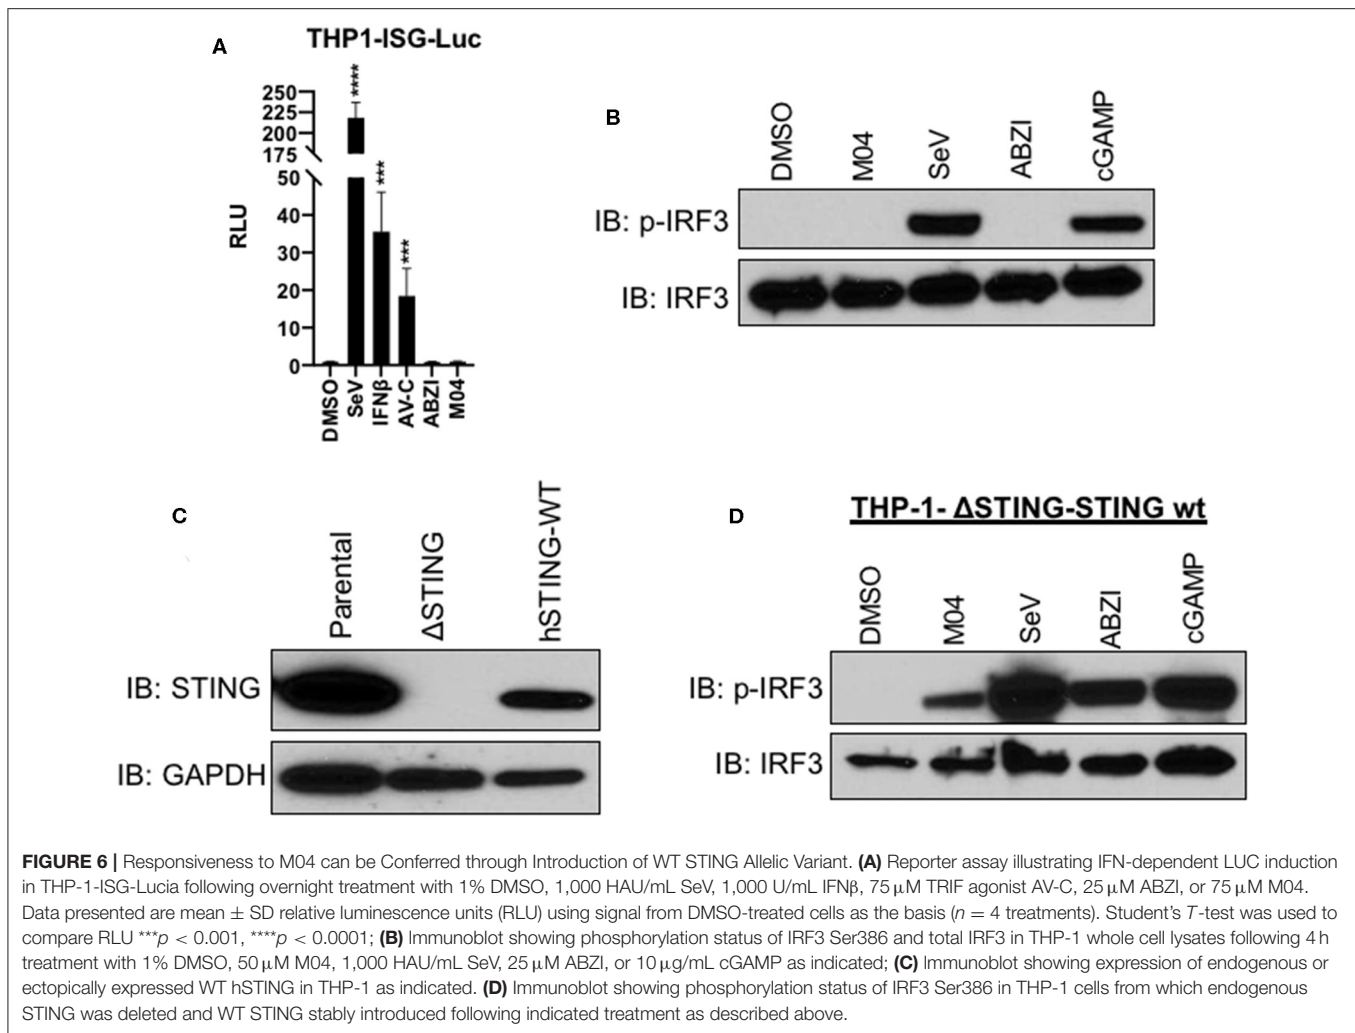 A
THP1-ISG-Luc
250
225
200
175
50
40
30
20
10
0
RLU
****
***
***
DMSO
SeV
IFNβ
AV-C
ABZI
M04
B
DMSO
M04
SeV
ABZI
cGAMP
IB: p-IRF3
IB: IRF3
C
Parental
ΔSTING
hSTING-WT
IB: STING
IB: GAPDH
D
THP-1- ΔSTING-STING wt
DMSO
M04
SeV
ABZI
cGAMP
IB: p-IRF3
IB: IRF3
FIGURE 6 | Responsiveness to M04 can be Conferred through Introduction of WT STING Allelic Variant. (A) Reporter assay illustrating IFN-dependent LUC induction
in THP-1-ISG-Lucia following overnight treatment with 1% DMSO, 1,000 HAU/mL SeV, 1,000 U/mL IFNβ, 75 μM TRIF agonist AV-C, 25 μM ABZI, or 75 μM M04.
Data presented are mean ± SD relative luminescence units (RLU) using signal from DMSO-treated cells as the basis (n = 4 treatments). Student's T-test was used to
compare RLU ***p < 0.001, ****p < 0.0001; (B) Immunoblot showing phosphorylation status of IRF3 Ser386 and total IRF3 in THP-1 whole cell lysates following 4 h
treatment with 1% DMSO, 50 μM M04, 1,000 HAU/mL SeV, 25 μM ABZI, or 10 μg/mL cGAMP as indicated; (C) Immunoblot showing expression of endogenous or
ectopically expressed WT hSTING in THP-1 as indicated. (D) Immunoblot showing phosphorylation status of IRF3 Ser386 in THP-1 cells from which endogenous
STING was deleted and WT STING stably introduced following indicated treatment as described above.